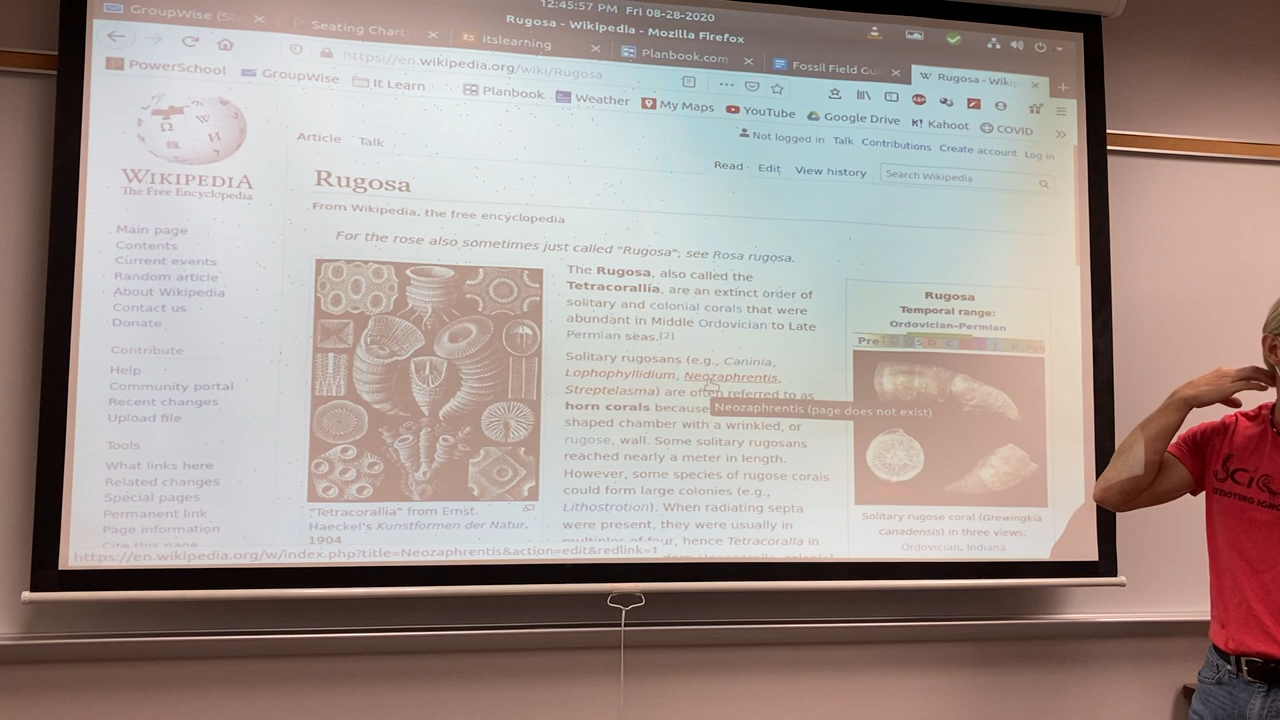 12:45:57 PM Fri 08-28-2020
Rugosa - Wikipedia - Mozilla Firefox
GroupWise (St
Seating Chart
itslearning
Planbook.com
Fossil Field Gu
Rugosa - Wikip
https://en.wikipedia.org/wiki/Rugosa
PowerSchool
GroupWise
It Learn
Planbook
Weather
My Maps
YouTube
Google Drive
K! Kahoot
COVID
WIKIPEDIA
The Free Encyclopedia
Main page
Contents
Current events
Random article
About Wikipedia
Contact us
Donate
Contribute
Help
Community portal
Recent changes
Upload file
Tools
What links here
Related changes
Special pages
Permanent link
Page information
Cite this page
Not logged in Talk Contributions Create account Log in
Article Talk
Read Edit View history
Search Wikipedia
Rugosa
From Wikipedia, the free encyclopedia
For the rose also sometimes just called "Rugosa"; see Rosa rugosa.
The Rugosa, also called the
Tetracorallia, are an extinct order of
solitary and colonial corals that were
abundant in Middle Ordovician to Late
Permian seas.[2]
Solitary rugosans (e.g., Caninia,
Lophophyllidium, Neozaphrentis,
Streptelasma) are often referred to as
horn corals because
Neozaphrentis (page does not exist)
shaped chamber with a wrinkled, or
rugose, wall. Some solitary rugosans
reached nearly a meter in length.
However, some species of rugose corals
could form large colonies (e.g.,
Lithostrotion). When radiating septa
were present, they were usually in
multiples of four, hence Tetracoralla in
"Tetracorallia" from Ernst
Haeckel's Kunstformen der Natur,
1904
Rugosa
Temporal range:
Ordovician–Permian
Solitary rugose coral (Grewingkia
canadensis) in three views;
Ordovician, Indiana
https://en.wikipedia.org/w/index.php?title=Neozaphrentis&action=edit&redlink=1